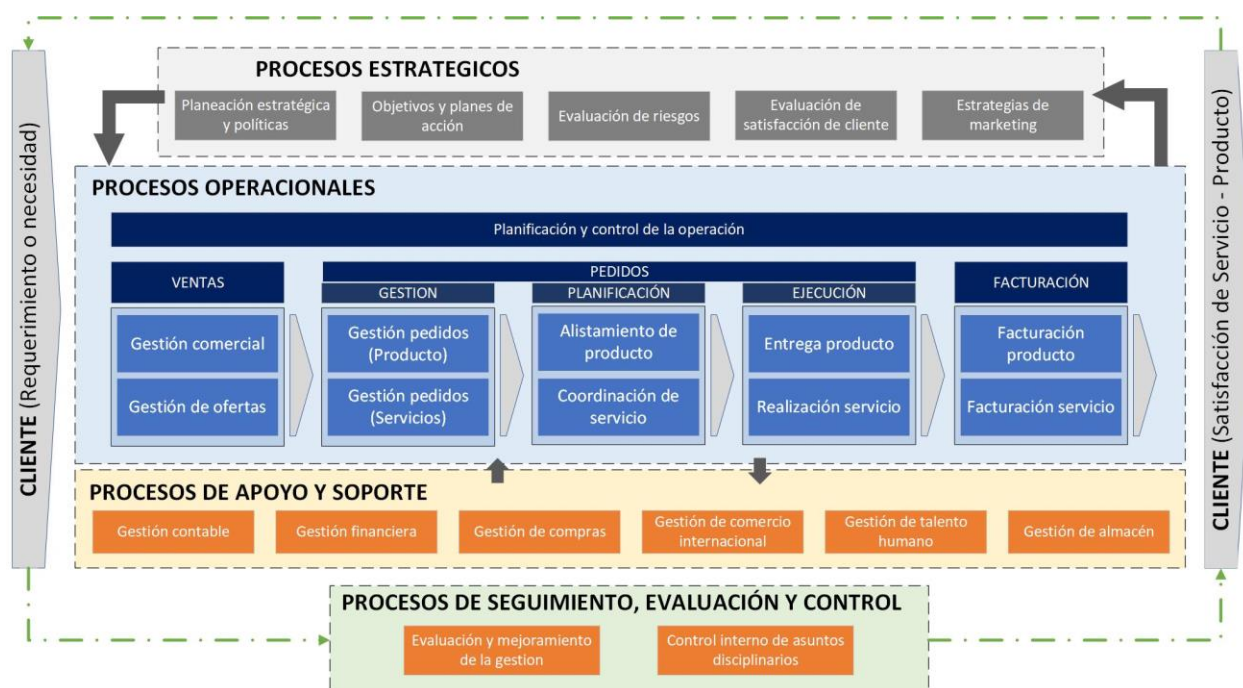 PROCESOS ESTRATEGICOS
Planeación estratégica
y políticas
Objetivos y planes de
acción
Evaluación de riesgos
Evaluación de
satisfacción de cliente
Estrategias de
marketing
CLIENTE (Requerimiento o necesidad)
PROCESOS OPERACIONALES
Planificación y control de la operación
VENTAS
PEDIDOS
GESTION
PLANIFICACIÓN
EJECUCIÓN
FACTURACIÓN
Gestión comercial
Gestión de ofertas
Gestión pedidos
(Producto)
Gestión pedidos
(Servicios)
Alistamiento de
producto
Coordinación de
servicio
Entrega producto
Realización servicio
Facturación
producto
Facturación servicio
CLIENTE (Satisfacción de Servicio - Producto)
PROCESOS DE APOYO Y SOPORTE
Gestión contable
Gestión financiera
Gestión de compras
Gestión de comercio
internacional
Gestión de talento
humano
Gestión de almacén
PROCESOS DE SEGUIMIENTO, EVALUACIÓN Y CONTROL
Evaluación y mejoramiento
de la gestion
Control interno de asuntos
disciplinarios